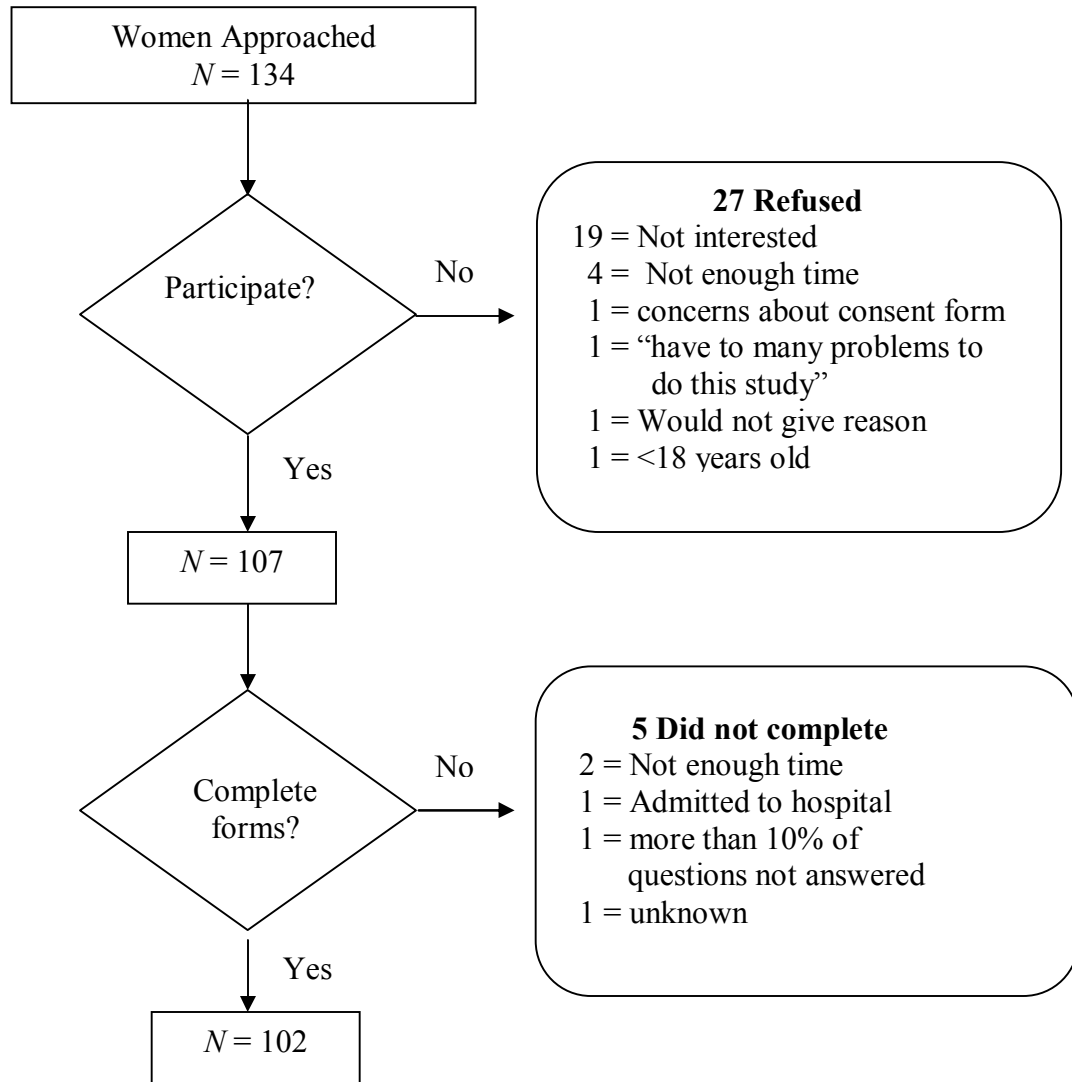 Women Approached
N = 134
Participate?
No
27 Refused
19 = Not interested
4 = Not enough time
1 = concerns about consent form
1 = “have to many problems to
do this study”
1 = Would not give reason
1 = <18 years old
Yes
N = 107
Complete
forms?
No
5 Did not complete
2 = Not enough time
1 = Admitted to hospital
1 = more than 10% of
questions not answered
1 = unknown
Yes
N = 102